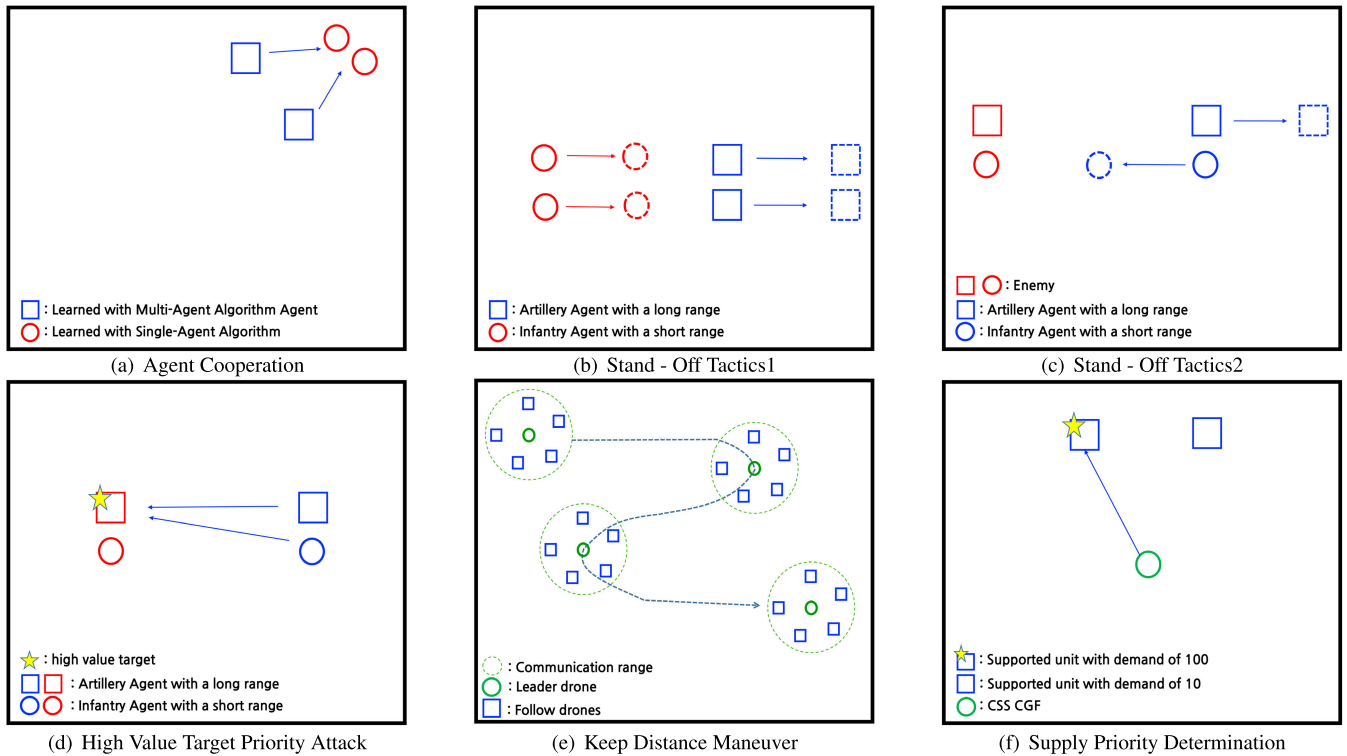 : Learned with Multi-Agent Algorithm Agent
: Learned with Single-Agent Algorithm
(a) Agent Cooperation
: Artillery Agent with a long range
: Infantry Agent with a short range
(b) Stand - Off Tactics1
: Enemy
: Artillery Agent with a long range
: Infantry Agent with a short range
(c) Stand - Off Tactics2
: high value target
: Artillery Agent with a long range
: Infantry Agent with a short range
(d) High Value Target Priority Attack
: Communication range
: Leader drone
: Follow drones
(e) Keep Distance Maneuver
: Supported unit with demand of 100
: Supported unit with demand of 10
: CSS CGF
(f) Supply Priority Determination